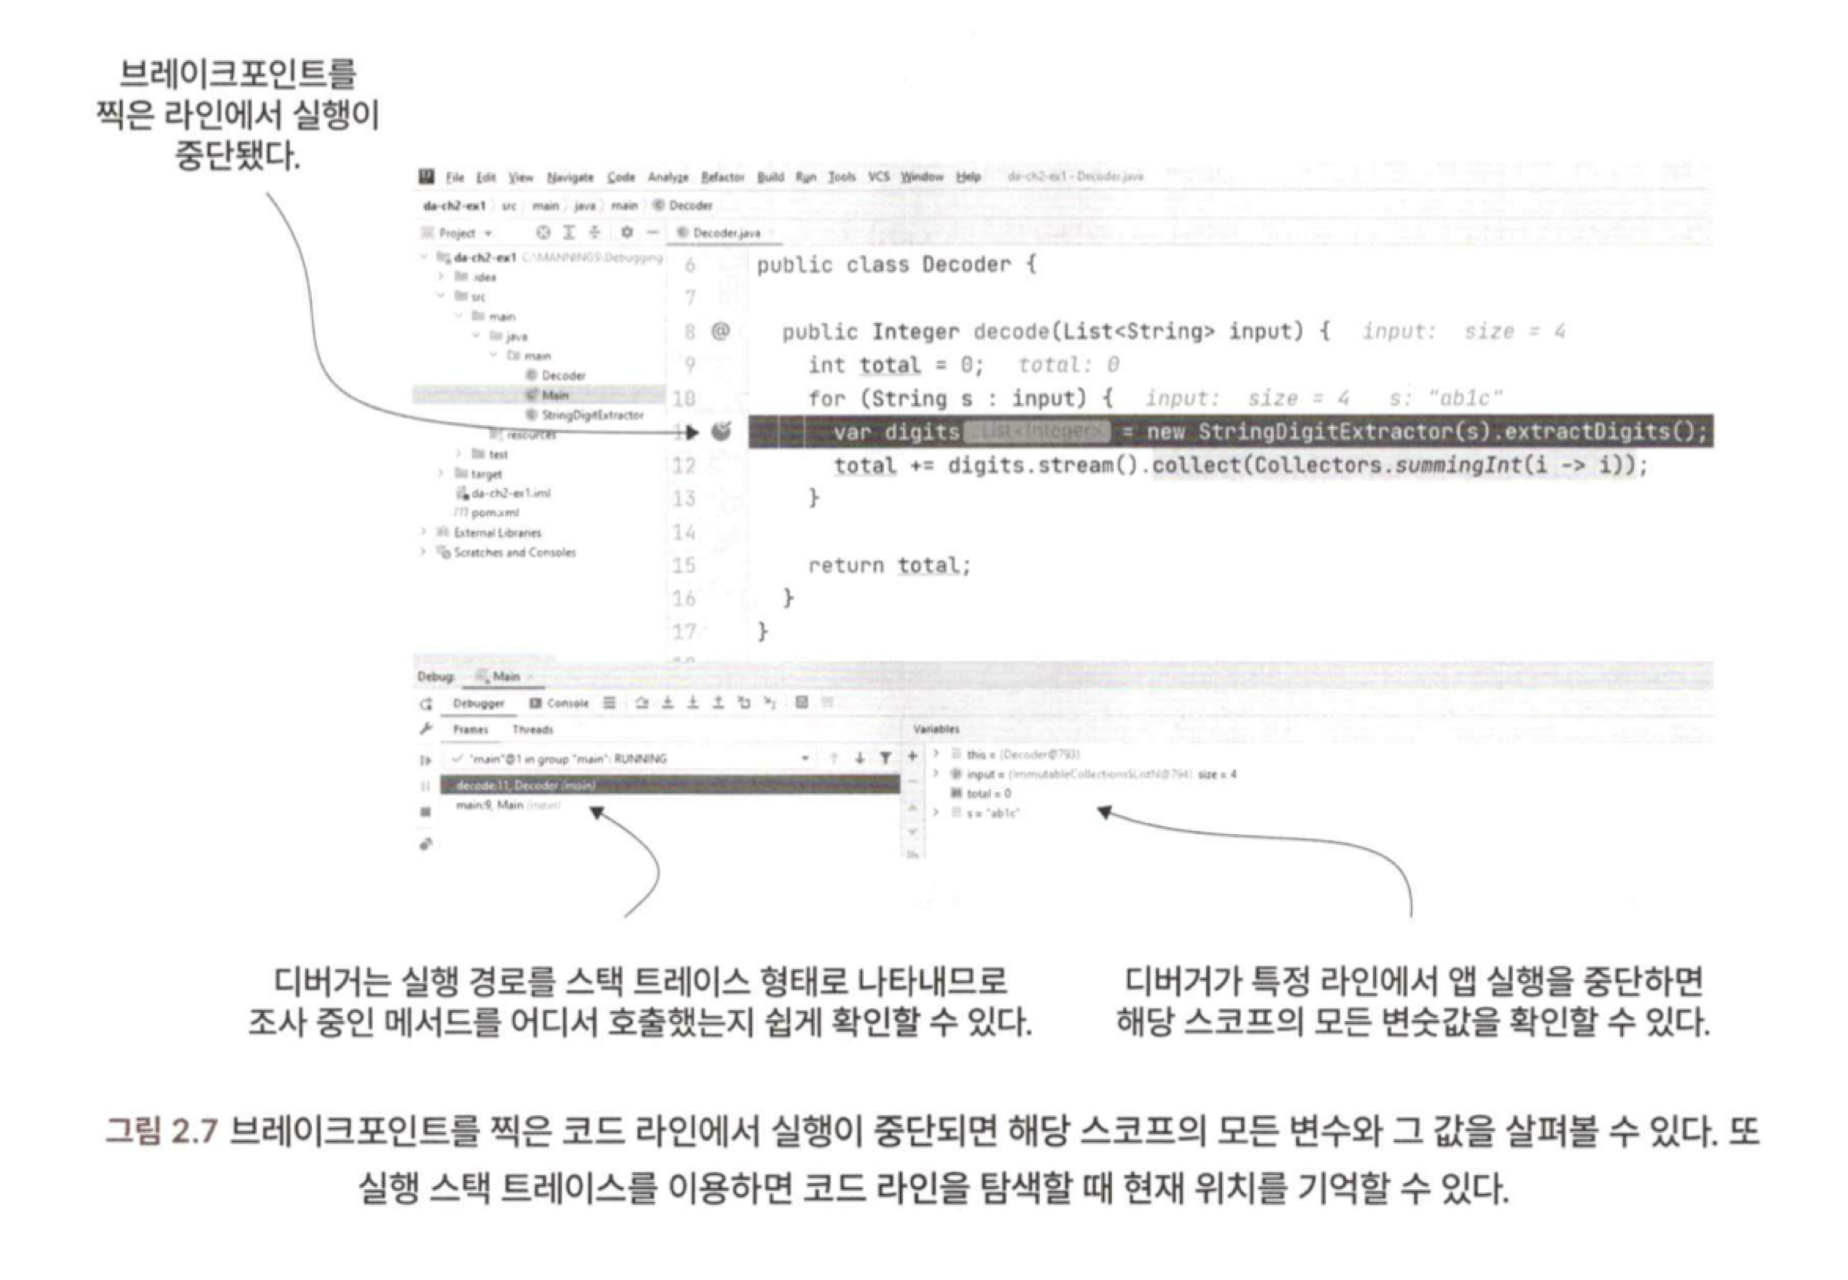 브레이크포인트를
찍은 라인에서 실행이
중단됐다.
File Edit View Navigate Code Analyze Refactor Build Run Tools VCS Window Help da-ch2-ex1 - Decoder.java
da-ch2-ex1 src main java main Decoder
Project Decoder.java
da-ch2-ex1 C:\MANNINGS\Debugging
.idea
src
main
java
main
Decoder
Main
StringDigitExtractor
resources
test
target
da-ch2-ex1.iml
pom.xml
External Libraries
Scratches and Consoles
6 public class Decoder {
7
8 @ public Integer decode(List<String> input) { input: size = 4
9 int total = 0; total: 0
10 for (String s : input) { input: size = 4 s: "ab1c"
var digits List<Integer> = new StringDigitExtractor(s).extractDigits();
12 total += digits.stream().collect(Collectors.summingInt(i -> i));
13 }
14
15 return total;
16 }
17 }
Debug: Main
Debugger Console
Frames Threads
"main"@1 in group "main": RUNNING
decode:11, Decoder (main)
main:9, Main (main)
Variables
this = {Decoder@793}
input = {ImmutableCollections$ListN@794} size = 4
total = 0
s = "ab1c"
디버거는 실행 경로를 스택 트레이스 형태로 나타내므로
조사 중인 메서드를 어디서 호출했는지 쉽게 확인할 수 있다.
디버거가 특정 라인에서 앱 실행을 중단하면
해당 스코프의 모든 변숫값을 확인할 수 있다.
그림 2.7 브레이크포인트를 찍은 코드 라인에서 실행이 중단되면 해당 스코프의 모든 변수와 그 값을 살펴볼 수 있다. 또
실행 스택 트레이스를 이용하면 코드 라인을 탐색할 때 현재 위치를 기억할 수 있다.